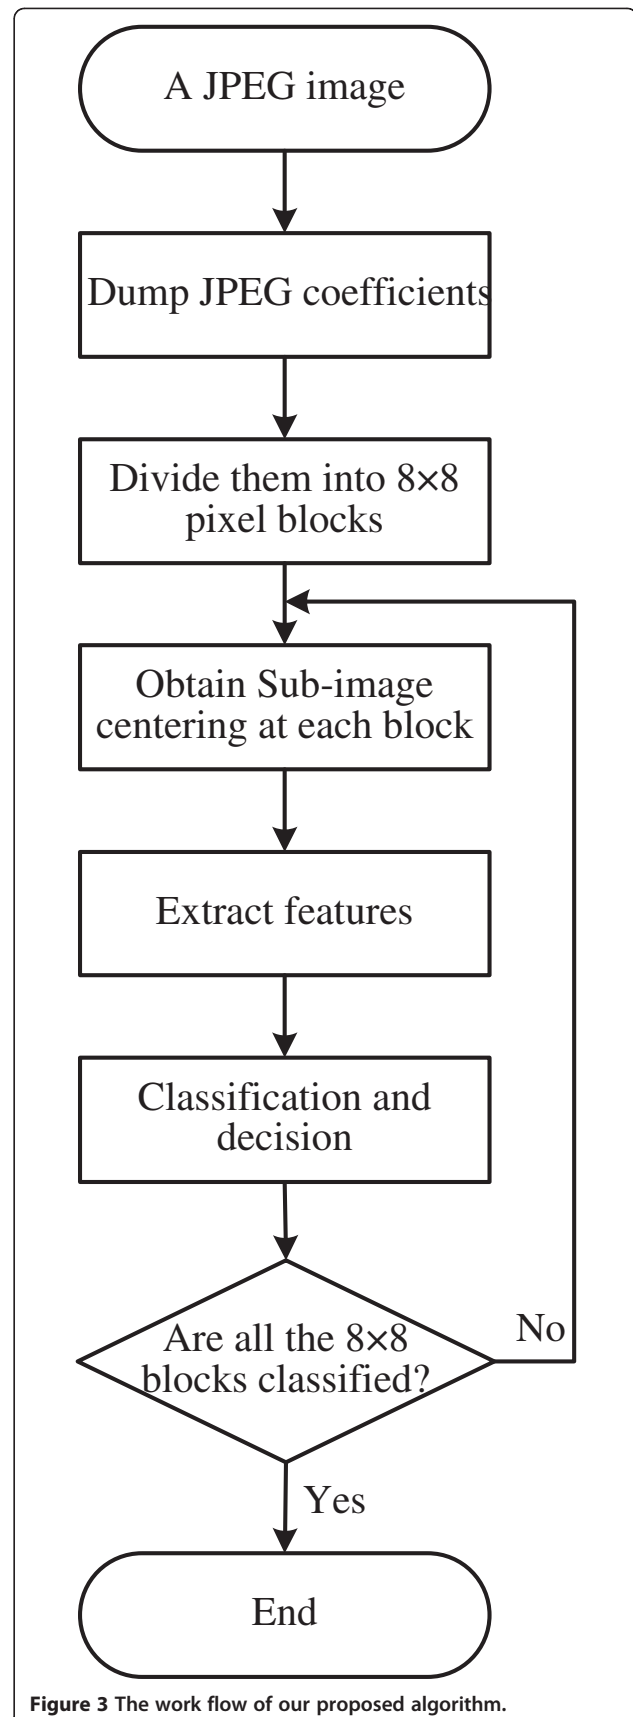 A JPEG image
Dump JPEG coefficients
Divide them into 8×8
pixel blocks
Obtain Sub-image
centering at each block
Extract features
Classification and
decision
Are all the 8×8
blocks classified?
No
Yes
End
Figure 3 The work flow of our proposed algorithm.